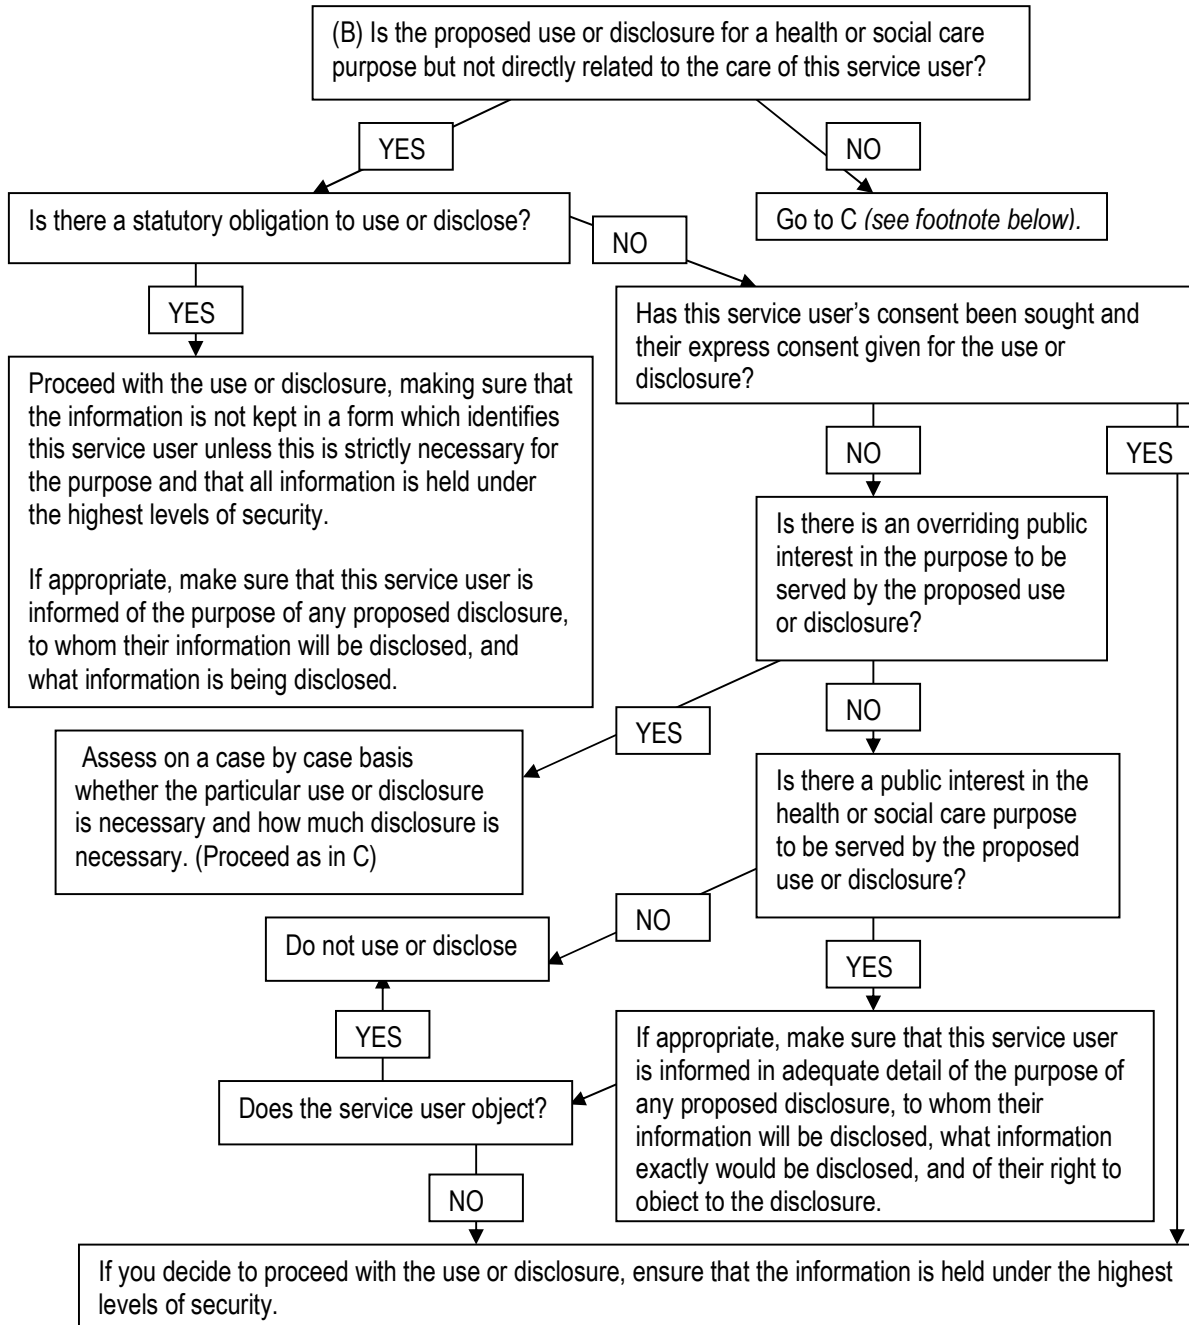 (B) Is the proposed use or disclosure for a health or social care
purpose but not directly related to the care of this service user?
YES
NO
Is there a statutory obligation to use or disclose?
Go to C (see footnote below).
NO
YES
Has this service user’s consent been sought and
their express consent given for the use or
disclosure?
Proceed with the use or disclosure, making sure that
the information is not kept in a form which identifies
this service user unless this is strictly necessary for
the purpose and that all information is held under
the highest levels of security.
If appropriate, make sure that this service user is
informed of the purpose of any proposed disclosure,
to whom their information will be disclosed, and
what information is being disclosed.
NO
YES
Is there is an overriding public
interest in the purpose to be
served by the proposed use
or disclosure?
YES
NO
Assess on a case by case basis
whether the particular use or disclosure
is necessary and how much disclosure is
necessary. (Proceed as in C)
Is there a public interest in the
health or social care purpose
to be served by the proposed
use or disclosure?
NO
Do not use or disclose
YES
YES
If appropriate, make sure that this service user
is informed in adequate detail of the purpose of
any proposed disclosure, to whom their
information will be disclosed, what information
exactly would be disclosed, and of their right to
object to the disclosure.
Does the service user object?
NO
If you decide to proceed with the use or disclosure, ensure that the information is held under the highest
levels of security.